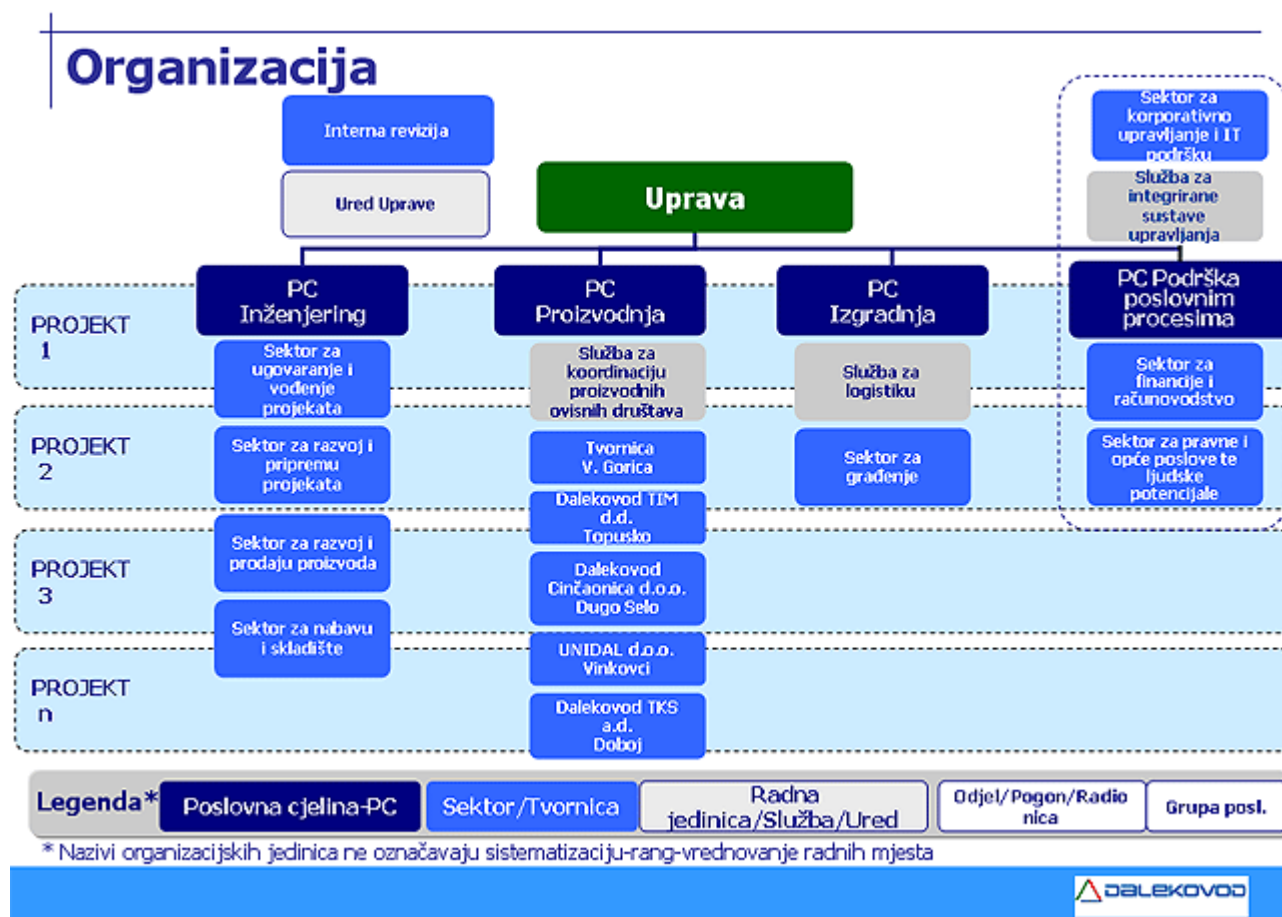 Organizacija
Interna revizija
Ured Uprave
Uprava
Sektor za
korporativno
upravljanje i IT
podršku
Služba za
integrirane
sustave
upravljanja
PC
Inženjering
PC
Proizvodnja
PC
Izgradnja
PC Podrška
poslovnim
procesima
PROJEKT
1
Sektor za
ugovaranje i
vođenje
projekata
Služba za
koordinaciju
proizvodnih
ovisnih društava
Služba za
logistiku
Sektor za
financije i
računovodstvo
PROJEKT
2
Sektor za razvoj i
pripremu
projekata
Tvornica
V. Gorica
Sektor za
građenje
Sektor za pravne i
opće poslove te
ljudske
potencijale
Dalekovod TIM
d.d.
Topusko
PROJEKT
3
Sektor za razvoj i
prodaju proizvoda
Dalekovod
Cinčaonica d.o.o.
Dugo Selo
Sektor za nabavu
i skladište
PROJEKT
n
UNIDAL d.o.o.
Vinkovci
Dalekovod TKS
a.d.
Doboj
Legenda*
Poslovna cjelina-PC
Sektor/Tvornica
Radna
jedinica/Služba/Ured
Odjel/Pogon/Radio
nica
Grupa posl.
* Nazivi organizacijskih jedinica ne označavaju sistematizaciju-rang-vrednovanje radnih mjesta
DALEKOVOD